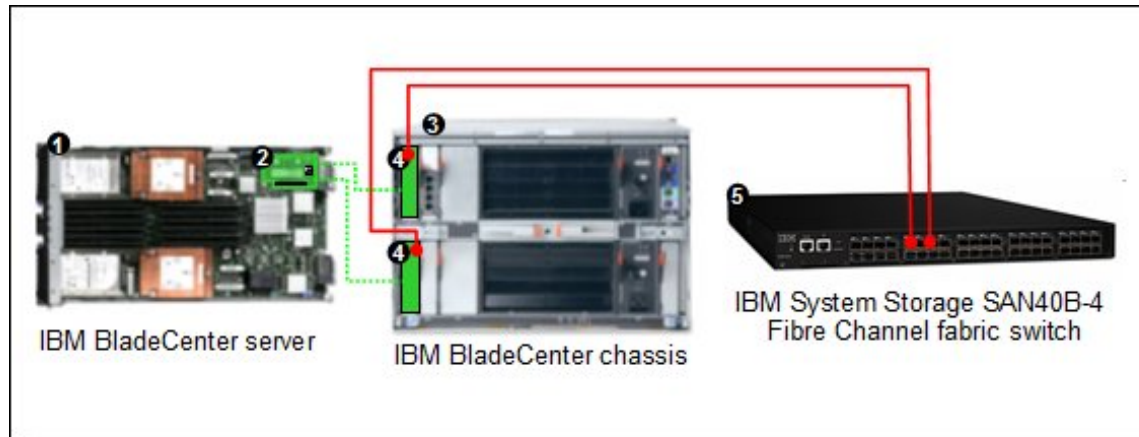 1
2
3
4
4
5
IBM
IBM BladeCenter server
IBM BladeCenter chassis
IBM System Storage SAN40B-4
Fibre Channel fabric switch